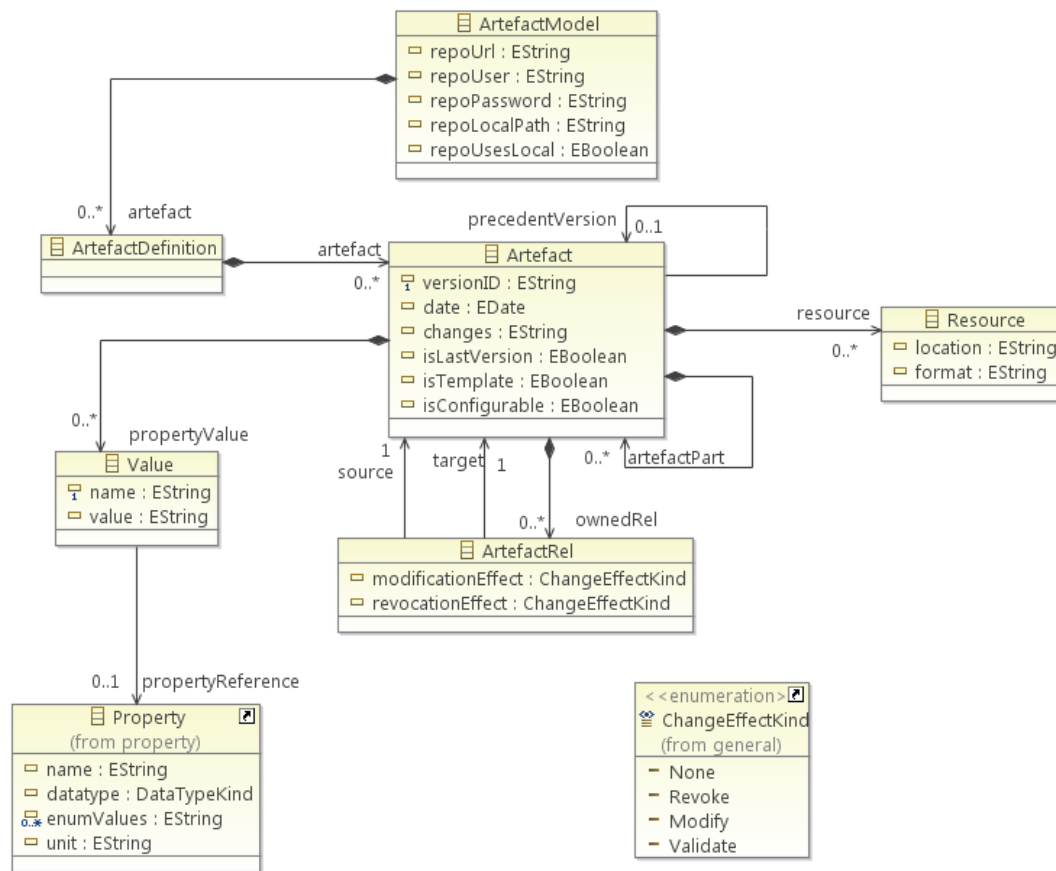 ArtefactModel
repoUrl : EString
repoUser : EString
repoPassword : EString
repoLocalPath : EString
repoUsesLocal : EBoolean
0..*
artefact
precedentVersion
0..1
ArtefactDefinition
artefact
0..*
Artefact
1
versionID : EString
date : EDate
changes : EString
isLastVersion : EBoolean
isTemplate : EBoolean
isConfigurable : EBoolean
resource
0..*
Resource
location : EString
format : EString
0..*
propertyValue
1
source
target
1
0..*
artefactPart
Value
1
name : EString
value : EString
0..*
ownedRel
ArtefactRel
modificationEffect : ChangeEffectKind
revocationEffect : ChangeEffectKind
0..1
propertyReference
Property
(from property)
name : EString
datatype : DataTypeKind
0..*
enumValues : EString
unit : EString
<<enumeration>
ChangeEffectKind
(from general)
None
Revoke
Modify
Validate